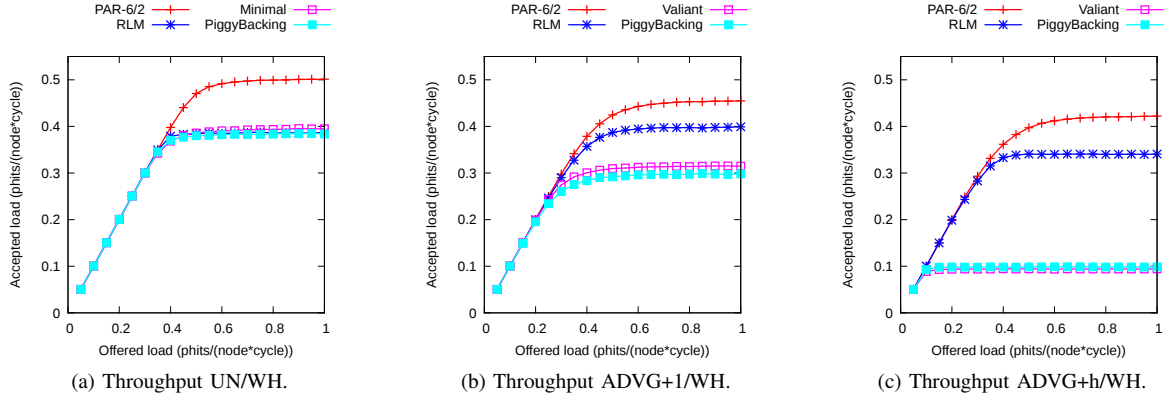 PAR-6/2 Minimal
RLM PiggyBacking
Accepted load (phits/(node*cycle))
0.5
0.4
0.3
0.2
0.1
0
0 0.2 0.4 0.6 0.8 1
Offered load (phits/(node*cycle))
(a) Throughput UN/WH.
PAR-6/2 Valiant
RLM PiggyBacking
Accepted load (phits/(node*cycle))
0.5
0.4
0.3
0.2
0.1
0
0 0.2 0.4 0.6 0.8 1
Offered load (phits/(node*cycle))
(b) Throughput ADVG+1/WH.
PAR-6/2 Valiant
RLM PiggyBacking
Accepted load (phits/(node*cycle))
0.5
0.4
0.3
0.2
0.1
0
0 0.2 0.4 0.6 0.8 1
Offered load (phits/(node*cycle))
(c) Throughput ADVG+h/WH.